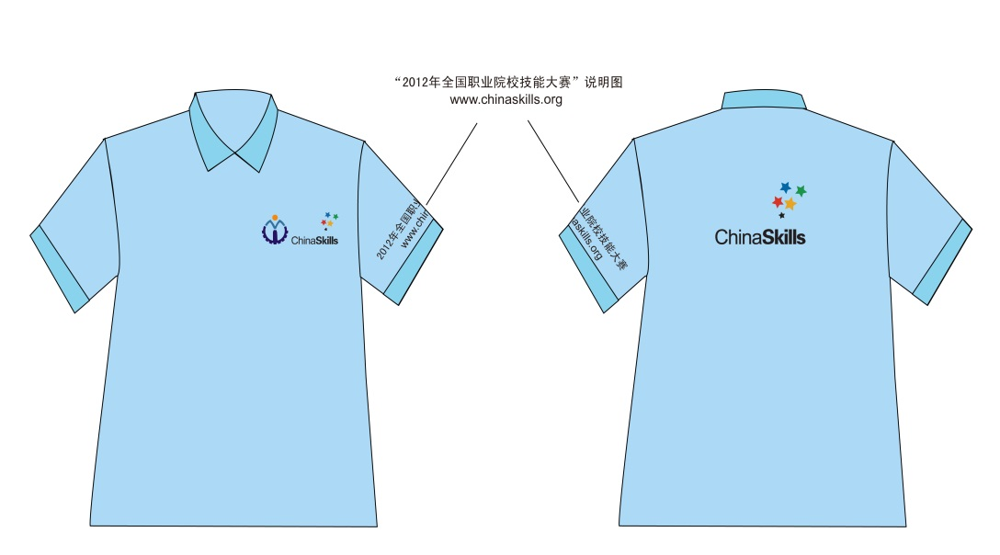 “2012年全国职业院校技能大赛”说明图
www.chinaskills.org
ChinaSkills
2012年全国职业
www.chin
业院校技能大赛
askills.org
ChinaSkills